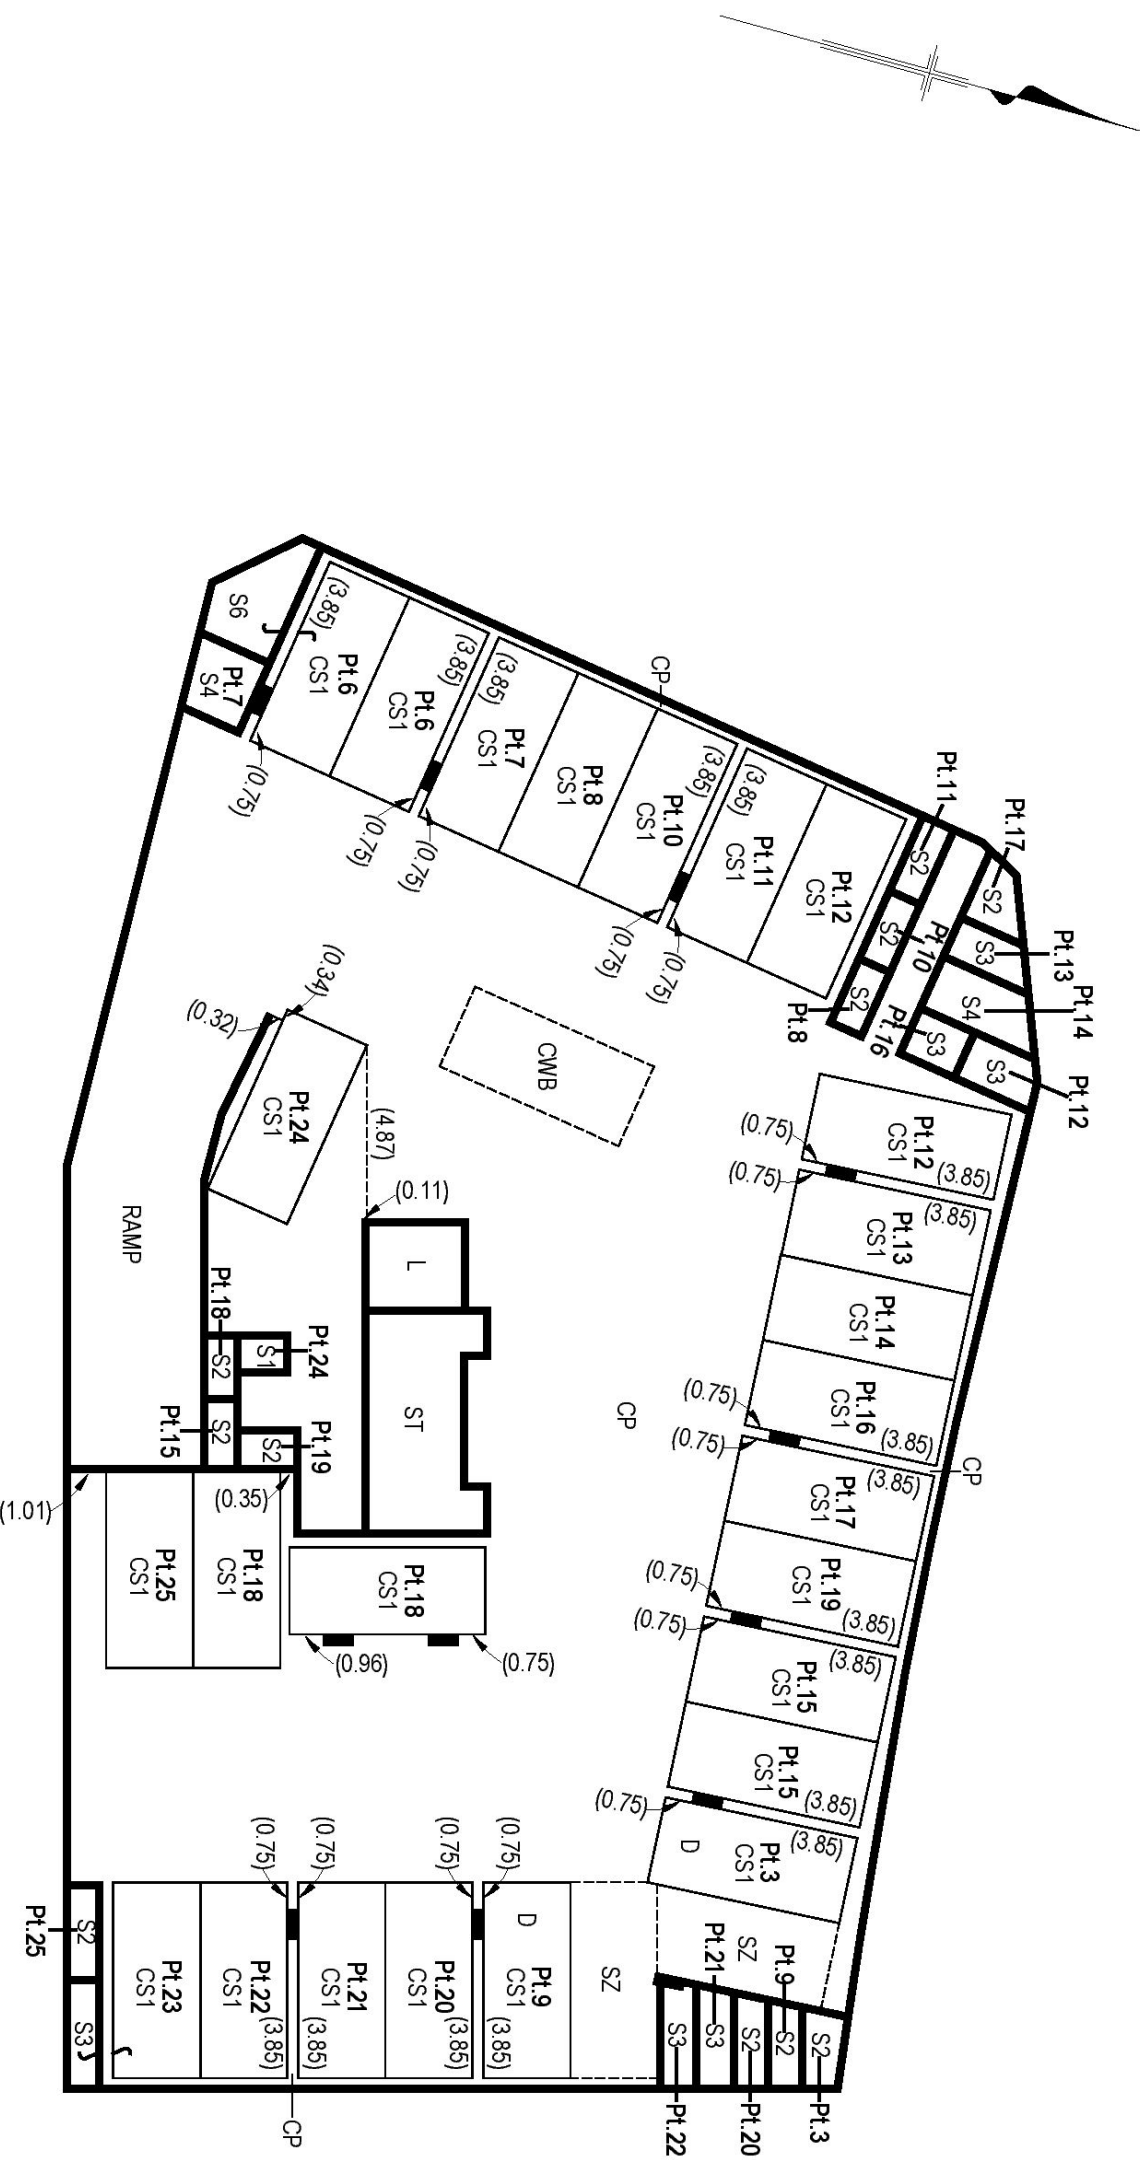 S6
Pt.7
S4
(3.85)
Pt.6
CS1
(0.75)
Pt.6
CS1
(3.85)
(0.75)
(3.85)
Pt.7
CS1
(0.75)
Pt.8
CS1
CP
Pt.10
CS1
(3.85)
(0.75)
(3.85)
Pt.11
CS1
(0.75)
Pt.12
CS1
Pt.11
S2
Pt.10
S2
Pt.8
S2
Pt.17
S2
Pt.13
S3
Pt.14
S4
Pt.16
S3
Pt.12
S3
CWB
(0.34)
(0.32)
Pt.24
CS1
(4.87)
(0.11)
RAMP
L
ST
CP
Pt.18
S2
Pt.24
S1
Pt.15
S2
Pt.19
S2
(0.35)
(1.01)
Pt.25
CS1
Pt.18
CS1
Pt.18
CS1
(0.96)
(0.75)
Pt.12
CS1
(3.85)
(0.75)
(0.75)
(3.85)
Pt.13
CS1
Pt.14
CS1
Pt.16
CS1
(3.85)
(0.75)
(0.75)
CP
(3.85)
Pt.17
CS1
Pt.19
CS1
(3.85)
(0.75)
(0.75)
(3.85)
Pt.15
CS1
Pt.15
CS1
(3.85)
(0.75)
(3.85)
Pt.3
CS1
D
SZ
Pt.21
S3
Pt.9
S2
Pt.3
S2
Pt.20
S2
Pt.22
S3
SZ
(0.75)
D
Pt.9
CS1
(3.85)
(0.75)
Pt.20
CS1
(3.85)
(0.75)
Pt.21
CS1
(3.85)
(0.75)
Pt.22
CS1
(3.85)
CP
Pt.23
CS1
Pt.25
S2
S3